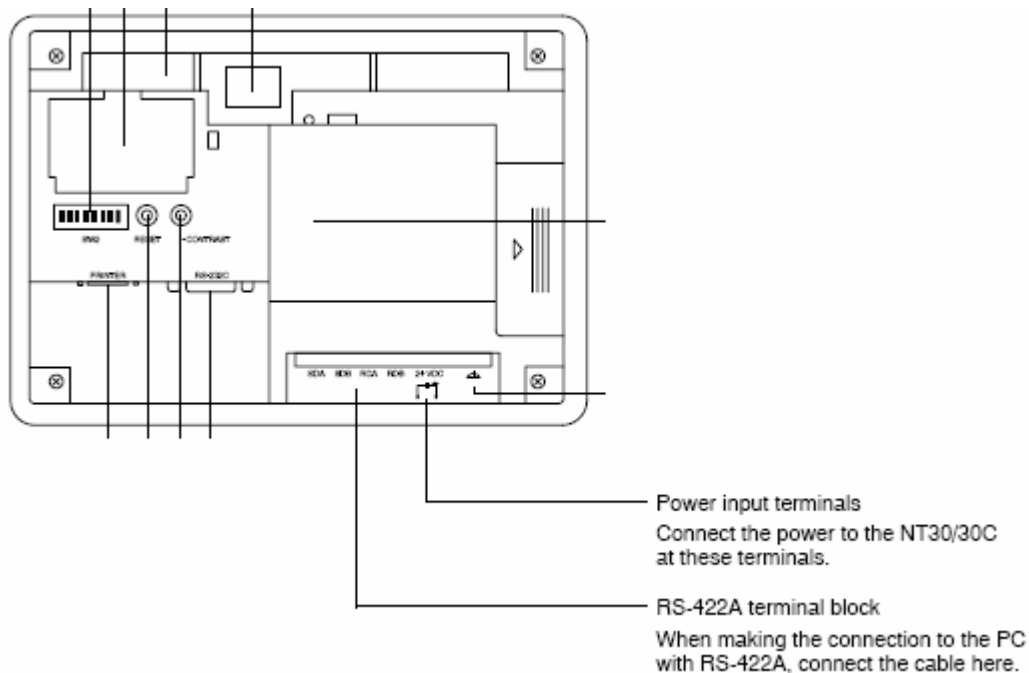 SW2 RESET CONTRAST
PRINTER RS-232C
SDA SDB RDA RDB 24 VDC
Power input terminals
Connect the power to the NT30/30C
at these terminals.
RS-422A terminal block
When making the connection to the PC
with RS-422A, connect the cable here.